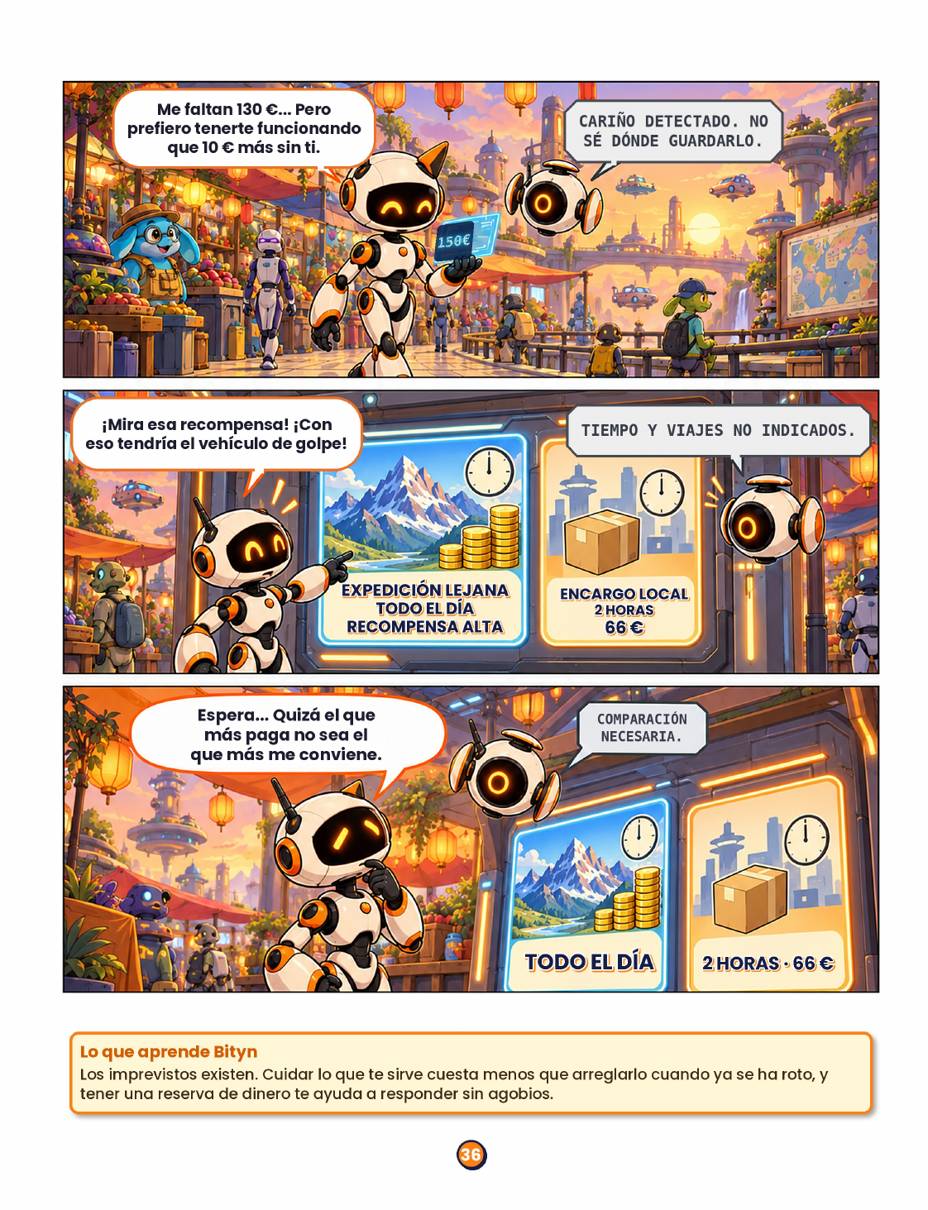 Me faltan 130 €... Pero
prefiero tenerte funcionando
que 10 € más sin ti.
CARIÑO DETECTADO. NO
SÉ DÓNDE GUARDARLO.
150€
¡Mira esa recompensa! ¡Con
eso tendría el vehículo de golpe!
TIEMPO Y VIAJES NO INDICADOS.
EXPEDICIÓN LEJANA
TODO EL DÍA
RECOMPENSA ALTA
ENCARGO LOCAL
2 HORAS
66 €
Espera... Quizá el que
más paga no sea el
que más me conviene.
COMPARACIÓN
NECESARIA.
TODO EL DÍA
2 HORAS · 66 €
Lo que aprende Bityn
Los imprevistos existen. Cuidar lo que te sirve cuesta menos que arreglarlo cuando ya se ha roto, y
tener una reserva de dinero te ayuda a responder sin agobios.
36